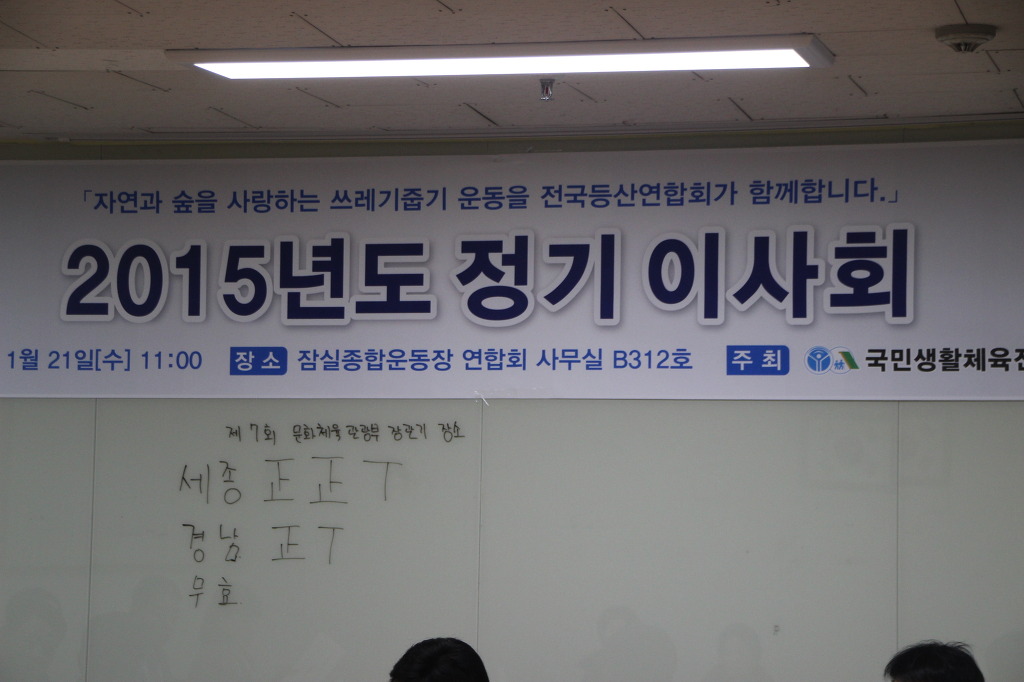 「자연과 숲을 사랑하는 쓰레기줍기 운동을 전국등산연합회가 함께합니다.」
2015년도 정기 이사회
1월 21일[수] 11:00 장소 잠실종합운동장 연합회 사무실 B312호 주최 국민생활체육전
제 7회 문화체육관광부 장관기 장소
세종 正正丅
경남 正丅
무효